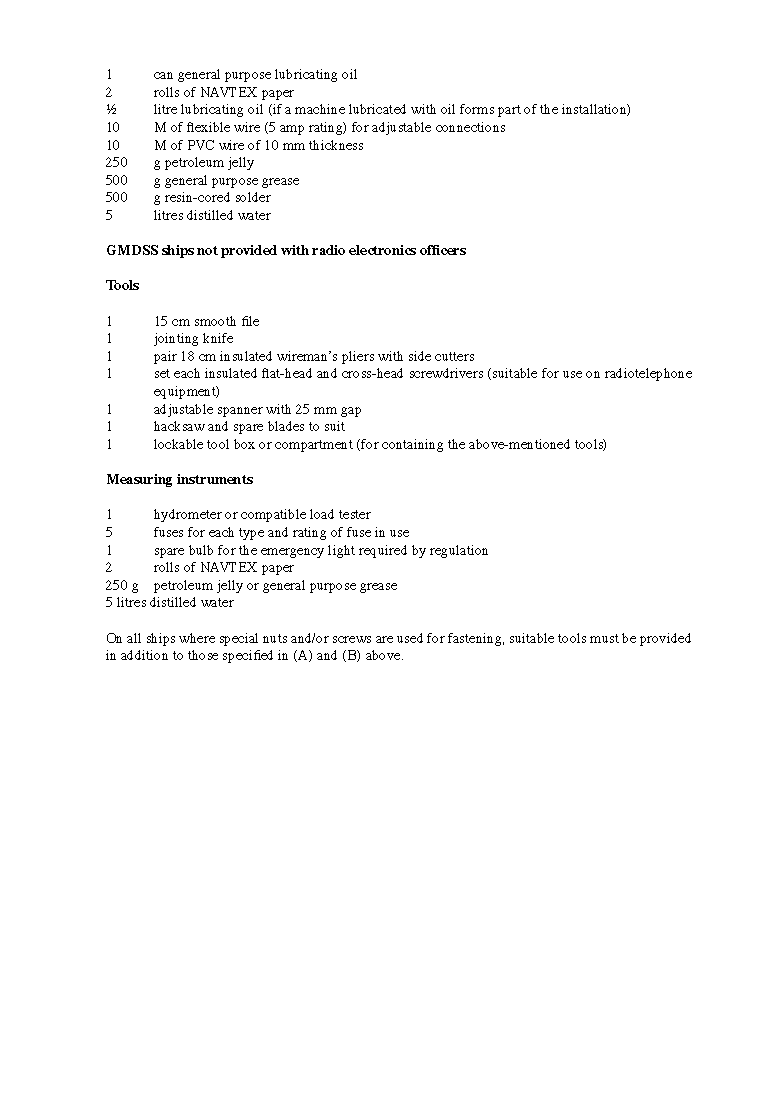 1 can general purpose lubricating oil
2 rolls of NAVTEX paper
½ litre lubricating oil (if a machine lubricated with oil forms part of the installation)
10 M of flexible wire (5 amp rating) for adjustable connections
10 M of PVC wire of 10 mm thickness
250 g petroleum jelly
500 g general purpose grease
500 g resin-cored solder
5 litres distilled water
GMDSS ships not provided with radio electronics officers
Tools
1 15 cm smooth file
1 jointing knife
1 pair 18 cm insulated wireman's pliers with side cutters
1 set each insulated flat-head and cross-head screwdrivers (suitable for use on radiotelephone
equipment)
1 adjustable spanner with 25 mm gap
1 hacksaw and spare blades to suit
1 lockable tool box or compartment (for containing the above-mentioned tools)
Measuring instruments
1 hydrometer or compatible load tester
5 fuses for each type and rating of fuse in use
1 spare bulb for the emergency light required by regulation
2 rolls of NAVTEX paper
250 g petroleum jelly or general purpose grease
5 litres distilled water
On all ships where special nuts and/or screws are used for fastening, suitable tools must be provided
in addition to those specified in (A) and (B) above.